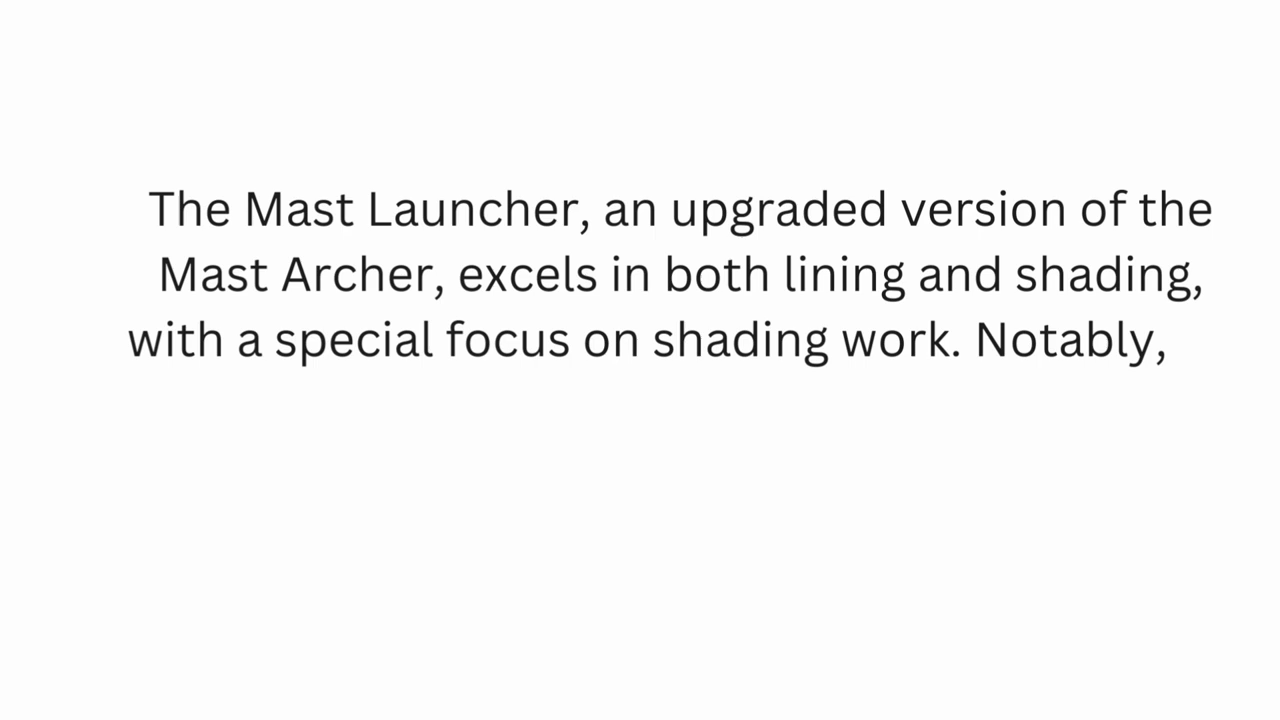 The Mast Launcher, an upgraded version of the
Mast Archer, excels in both lining and shading,
with a special focus on shading work. Notably,